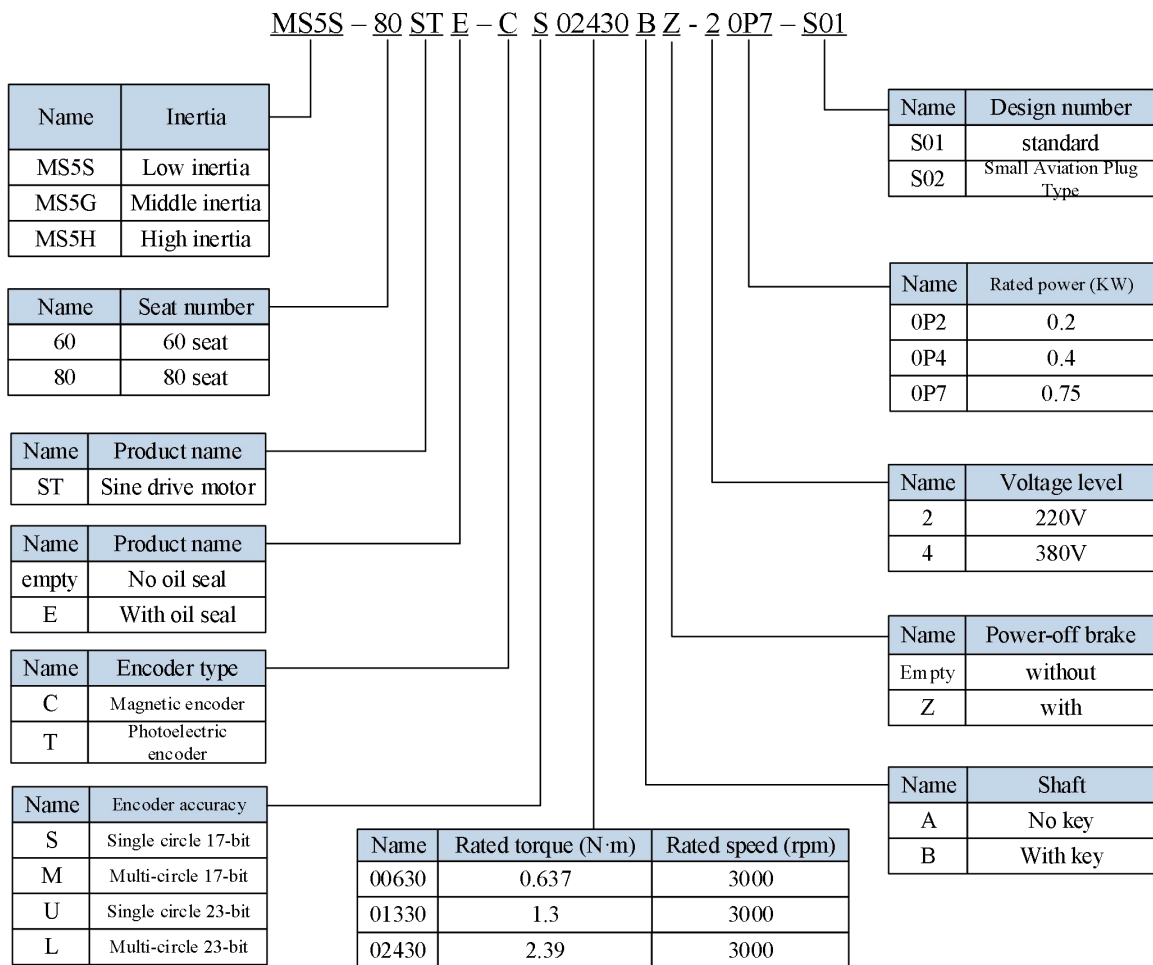 MS5S – 80 ST E – C S 02430 B Z - 2 0P7 – S01
Name Inertia
MS5S Low inertia
MS5G Middle inertia
MS5H High inertia
Name Seat number
60 60 seat
80 80 seat
Name Product name
ST Sine drive motor
Name Product name
empty No oil seal
E With oil seal
Name Encoder type
C Magnetic encoder
T Photoelectric
encoder
Name Encoder accuracy
S Single circle 17-bit
M Multi-circle 17-bit
U Single circle 23-bit
L Multi-circle 23-bit
Name Rated torque (N·m) Rated speed (rpm)
00630 0.637 3000
01330 1.3 3000
02430 2.39 3000
Name Design number
S01 standard
S02 Small Aviation Plug
Type
Name Rated power (KW)
0P2 0.2
0P4 0.4
0P7 0.75
Name Voltage level
2 220V
4 380V
Name Power-off brake
Empty without
Z with
Name Shaft
A No key
B With key